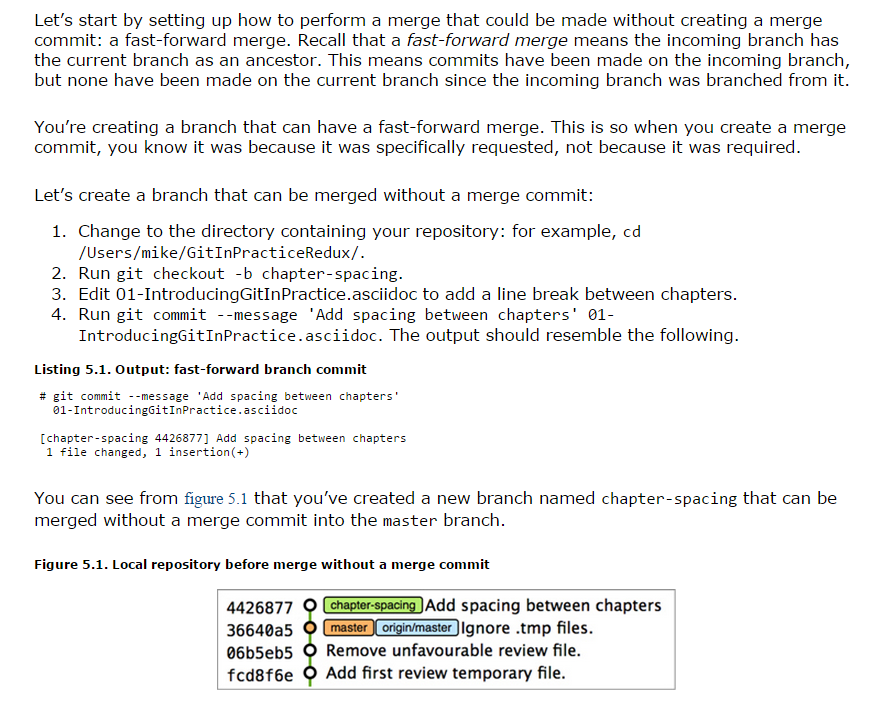 Let’s start by setting up how to perform a merge that could be made without creating a merge
commit: a fast-forward merge. Recall that a fast-forward merge means the incoming branch has
the current branch as an ancestor. This means commits have been made on the incoming branch,
but none have been made on the current branch since the incoming branch was branched from it.
You’re creating a branch that can have a fast-forward merge. This is so when you create a merge
commit, you know it was because it was specifically requested, not because it was required.
Let’s create a branch that can be merged without a merge commit:
1. Change to the directory containing your repository: for example, cd
/Users/mike/GitInPracticeRedux/.
2. Run git checkout -b chapter-spacing.
3. Edit 01-IntroducingGitInPractice.asciidoc to add a line break between chapters.
4. Run git commit --message 'Add spacing between chapters' 01-
IntroducingGitInPractice.asciidoc. The output should resemble the following.
Listing 5.1. Output: fast-forward branch commit
# git commit --message 'Add spacing between chapters'
01-IntroducingGitInPractice.asciidoc
[chapter-spacing 4426877] Add spacing between chapters
1 file changed, 1 insertion(+)
You can see from figure 5.1 that you’ve created a new branch named chapter-spacing that can be
merged without a merge commit into the master branch.
Figure 5.1. Local repository before merge without a merge commit
4426877 chapter-spacing Add spacing between chapters
36640a5 master origin/master Ignore .tmp files.
06b5eb5 Remove unfavourable review file.
fcd8f6e Add first review temporary file.